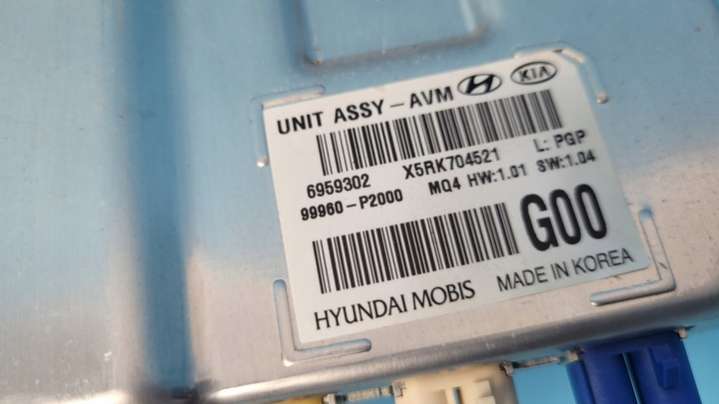 UNIT ASSY-AVM KIA
6959302 X5RK704521 L: PGP
99960-P2000 MQ4 HW:1.01 SW:1.04
G00
HYUNDAI MOBIS MADE IN KOREA